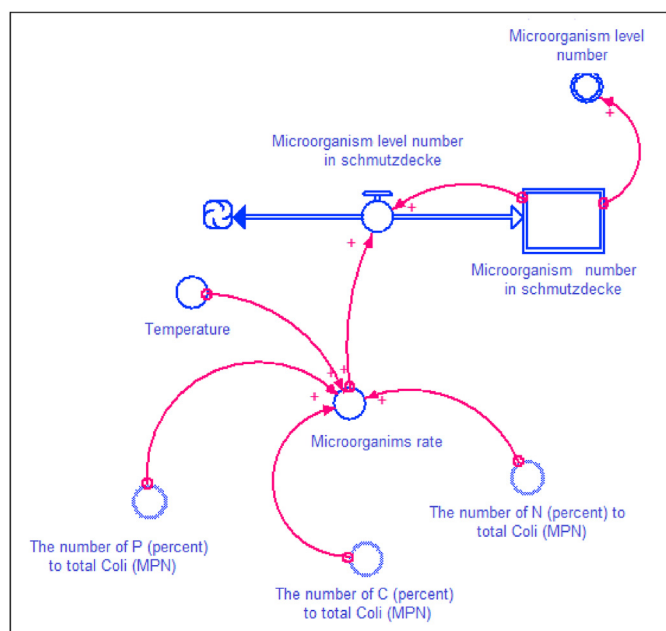 Microorganism level
number
Microorganism level number
in schmutzdecke
+
+
+
Microorganism number
in schmutzdecke
Temperature
+
+
+
+
Microorganims rate
The number of P (percent)
to total Coli (MPN)
The number of N (percent) to
total Coli (MPN)
The number of C (percent)
to total Coli (MPN)